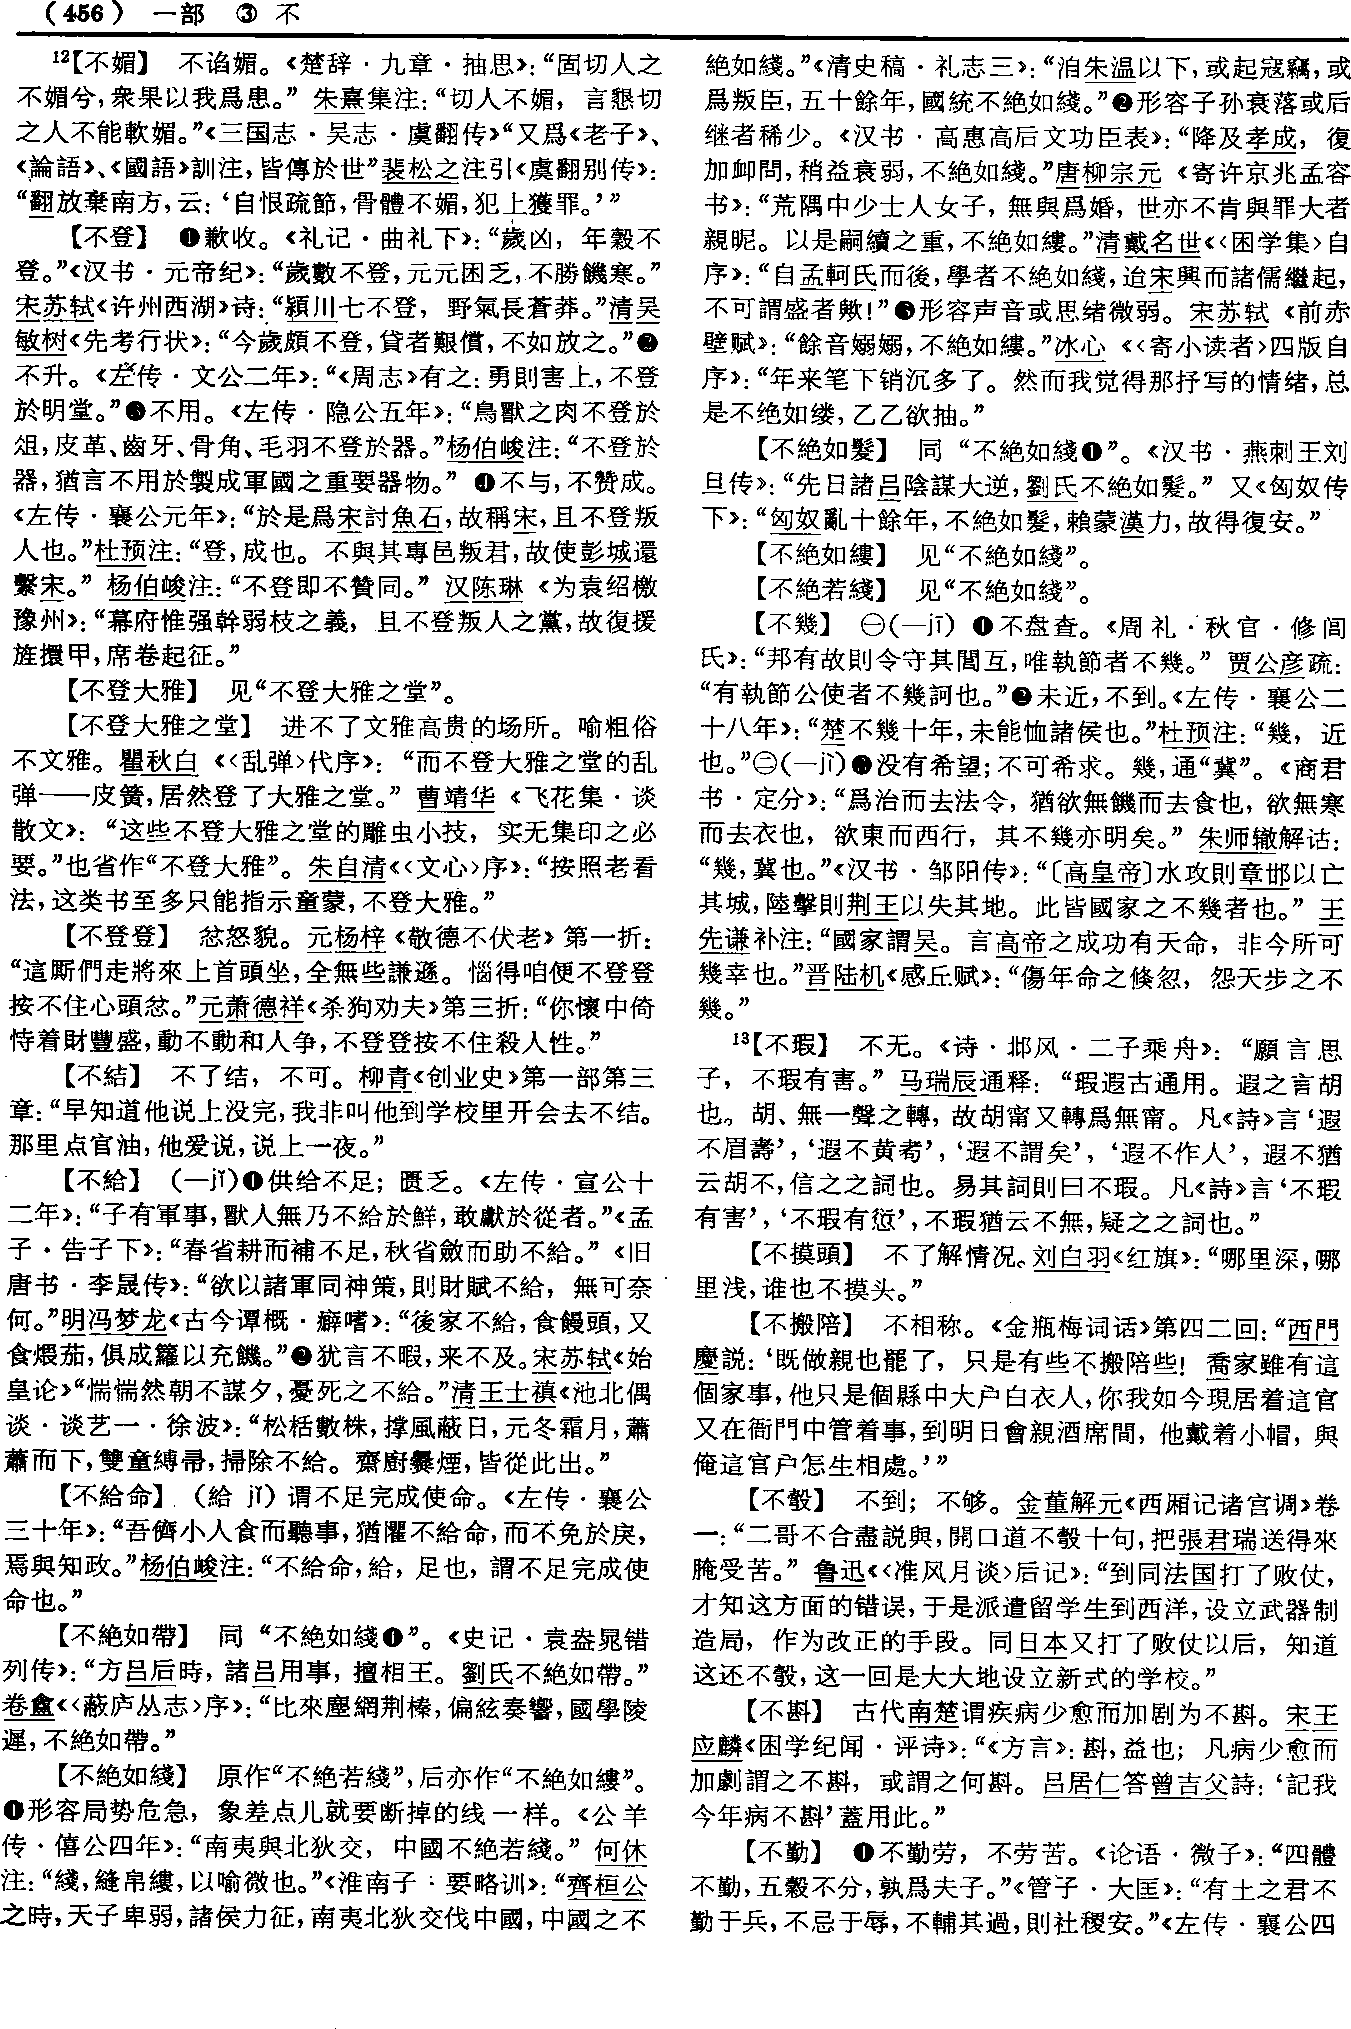 （456） 一部 ③ 不
¹²【不媚】 不谄媚。《楚辞·九章·抽思》：“固切人之
不媚兮，衆果以我爲患。” 朱熹集注：“切人不媚，言懇切
之人不能軟媚。”《三国志·吴志·虞翻传》“又爲《老子》、
《論語》、《國語》訓注，皆傳於世”裴松之注引《虞翻别传》：
“翻放棄南方，云：‘自恨疏節，骨體不媚，犯上獲罪。’”
【不登】 ❶歉收。《礼记·曲礼下》：“歲凶，年穀不
登。”《汉书·元帝纪》：“歲數不登，元元困乏，不勝饑寒。”
宋苏轼《许州西湖》诗：“潁川七不登，野氣長蒼莽。”清吴
敏树《先考行状》：“今歲頗不登，貸者艱償，不如放之。”❷
不升。《左传·文公二年》：“《周志》有之：勇則害上，不登
於明堂。”❸不用。《左传·隐公五年》：“鳥獸之肉不登於
俎，皮革、齒牙、骨角、毛羽不登於器。”杨伯峻注：“不登於
器，猶言不用於製成軍國之重要器物。” ❹不与，不赞成。
《左传·襄公元年》：“於是爲宋討魚石，故稱宋，且不登叛
人也。”杜预注：“登，成也。不與其專邑叛君，故使彭城還
繫宋。” 杨伯峻注：“不登即不贊同。” 汉陈琳《为袁绍檄
豫州》：“幕府惟强幹弱枝之義，且不登叛人之黨，故復援
旌擐甲，席卷起征。”
【不登大雅】 见“不登大雅之堂”。
【不登大雅之堂】 进不了文雅高贵的场所。喻粗俗
不文雅。瞿秋白《〈乱弹〉代序》：“而不登大雅之堂的乱
弹——皮簧，居然登了大雅之堂。” 曹靖华《飞花集·谈
散文》：“这些不登大雅之堂的雕虫小技，实无集印之必
要。”也省作“不登大雅”。朱自清《〈文心〉序》：“按照老看
法，这类书至多只能指示童蒙，不登大雅。”
【不登登】 忿怒貌。元杨梓《敬德不伏老》第一折：
“這厮們走將來上首頭坐，全無些謙遜。惱得咱便不登登
按不住心頭忿。”元萧德祥《杀狗劝夫》第三折：“你懷中倚
恃着財豐盛，動不動和人争，不登登按不住殺人性。”
【不結】 不了结，不可。柳青《创业史》第一部第三
章：“早知道他说上没完，我非叫他到学校里开会去不结。
那里点官油，他爱说，说上一夜。”
【不給】 （—jǐ）❶供给不足；匮乏。《左传·宣公十
二年》：“子有軍事，獸人無乃不給於鮮，敢獻於從者。”《孟
子·告子下》：“春省耕而補不足，秋省斂而助不給。”《旧
唐书·李晟传》：“欲以諸軍同神策，則財賦不給，無可奈
何。”明冯梦龙《古今谭概·癖嗜》：“後家不給，食饅頭，又
食煨茄，俱成籮以充饑。”❷犹言不暇，来不及。宋苏轼《始
皇论》“惴惴然朝不謀夕，憂死之不給。”清王士禛《池北偶
谈·谈艺一·徐波》：“松栝數株，撑風蔽日，元冬霜月，蕭
蕭而下，雙童縛帚，掃除不給。齋廚爨煙，皆從此出。”
【不給命】 （給 jǐ）谓不足完成使命。《左传·襄公
三十年》：“吾儕小人食而聽事，猶懼不給命，而不免於戾，
焉與知政。”杨伯峻注：“不給命，給，足也，謂不足完成使
命也。”
【不絶如帶】 同“不絶如綫❶”。《史记·袁盎晁错
列传》：“方吕后時，諸吕用事，擅相王。劉氏不絶如帶。”
卷盦《〈蔽庐丛志〉序》：“比來塵網荆榛，偏絃奏響，國學陵
遲，不絶如帶。”
【不絶如綫】 原作“不絶若綫”，后亦作“不絶如縷”。
❶形容局势危急，象差点儿就要断掉的线一样。《公羊
传·僖公四年》：“南夷與北狄交，中國不絶若綫。” 何休
注：“綫，縫帛縷，以喻微也。”《淮南子·要略训》：“齊桓公
之時，天子卑弱，諸侯力征，南夷北狄交伐中國，中國之不
絶如綫。”《清史稿·礼志三》：“洎朱温以下，或起寇竊，或
爲叛臣，五十餘年，國統不絶如綫。”❷形容子孙衰落或后
继者稀少。《汉书·高惠高后文功臣表》：“降及孝成，復
加卹問，稍益衰弱，不絶如綫。”唐柳宗元《寄许京兆孟容
书》：“荒隅中少士人女子，無與爲婚，世亦不肯與罪大者
親昵。以是嗣續之重，不絶如縷。”清戴名世《〈困学集〉自
序》：“自孟軻氏而後，學者不絶如綫，迨宋興而諸儒繼起，
不可謂盛者歟！”❸形容声音或思绪微弱。宋苏轼《前赤
壁赋》：“餘音嫋嫋，不絶如縷。”冰心《〈寄小读者〉四版自
序》：“年来笔下销沉多了。然而我觉得那抒写的情绪，总
是不绝如缕，乙乙欲抽。”
【不絶如髮】 同“不絶如綫❶”。《汉书·燕刺王刘
旦传》：“先日諸吕陰謀大逆，劉氏不絶如髮。”又《匈奴传
下》：“匈奴亂十餘年，不絶如髮，賴蒙漢力，故得復安。”
【不絶如縷】 见“不絶如綫”。
【不絶若綫】 见“不絶如綫”。
【不幾】 ㊀（—jī）❶不盘查。《周礼·秋官·修闾
氏》：“邦有故則令守其閭互，唯執節者不幾。” 贾公彦疏：
“有執節公使者不幾訶也。”❷未近，不到。《左传·襄公二
十八年》：“楚不幾十年，未能恤諸侯也。”杜预注：“幾，近
也。”㊁（—jì）❸没有希望；不可希求。幾，通“冀”。《商君
书·定分》：“爲治而去法令，猶欲無饑而去食也，欲無寒
而去衣也，欲東而西行，其不幾亦明矣。” 朱师辙解诂：
“幾，冀也。”《汉书·邹阳传》：“〔高皇帝〕水攻則章邯以亡
其城，陸擊則荆王以失其地。此皆國家之不幾者也。” 王
先谦补注：“國家謂吴。言高帝之成功有天命，非今所可
幾幸也。”晋陆机《感丘赋》：“傷年命之倏忽，怨天步之不
幾。”
¹³【不瑕】 不无。《诗·邶风·二子乘舟》：“願言思
子，不瑕有害。” 马瑞辰通释：“瑕遐古通用。遐之言胡
也。胡、無一聲之轉，故胡甯又轉爲無甯。凡《詩》言‘遐
不眉壽’，‘遐不黄耇’，‘遐不謂矣’，‘遐不作人’，遐不猶
云胡不，信之之詞也。易其詞則曰不瑕。凡《詩》言‘不瑕
有害’，‘不瑕有愆’，不瑕猶云不無，疑之之詞也。”
【不摸頭】 不了解情况。刘白羽《红旗》：“哪里深，哪
里浅，谁也不摸头。”
【不搬陪】 不相称。《金瓶梅词话》第四二回：“西門
慶説：‘既做親也罷了，只是有些不搬陪些！喬家雖有這
個家事，他只是個縣中大户白衣人，你我如今現居着這官
又在衙門中管着事，到明日會親酒席間，他戴着小帽，與
俺這官户怎生相處。’”
【不彀】 不到；不够。金董解元《西厢记诸宫调》卷
一：“二哥不合盡説與，開口道不彀十句，把張君瑞送得來
腌受苦。” 鲁迅《〈准风月谈〉后记》：“到同法国打了败仗，
才知这方面的错误，于是派遣留学生到西洋，设立武器制
造局，作为改正的手段。同日本又打了败仗以后，知道
这还不彀，这一回是大大地设立新式的学校。”
【不斟】 古代南楚谓疾病少愈而加剧为不斟。宋王
应麟《困学纪闻·评诗》：“《方言》：斟，益也；凡病少愈而
加劇謂之不斟，或謂之何斟。吕居仁答曾吉父詩：‘記我
今年病不斟’蓋用此。”
【不勤】 ❶不勤劳，不劳苦。《论语·微子》：“四體
不勤，五穀不分，孰爲夫子。”《管子·大匡》：“有土之君不
勤于兵，不忌于辱，不輔其過，則社稷安。”《左传·襄公四